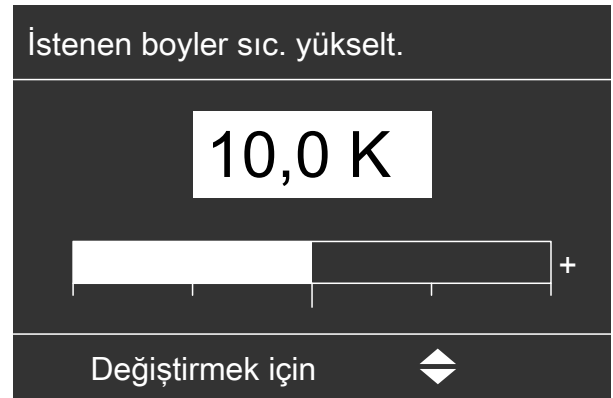 İstenen boyler sıc. yükselt.
10,0 K
+
Değiştirmek için